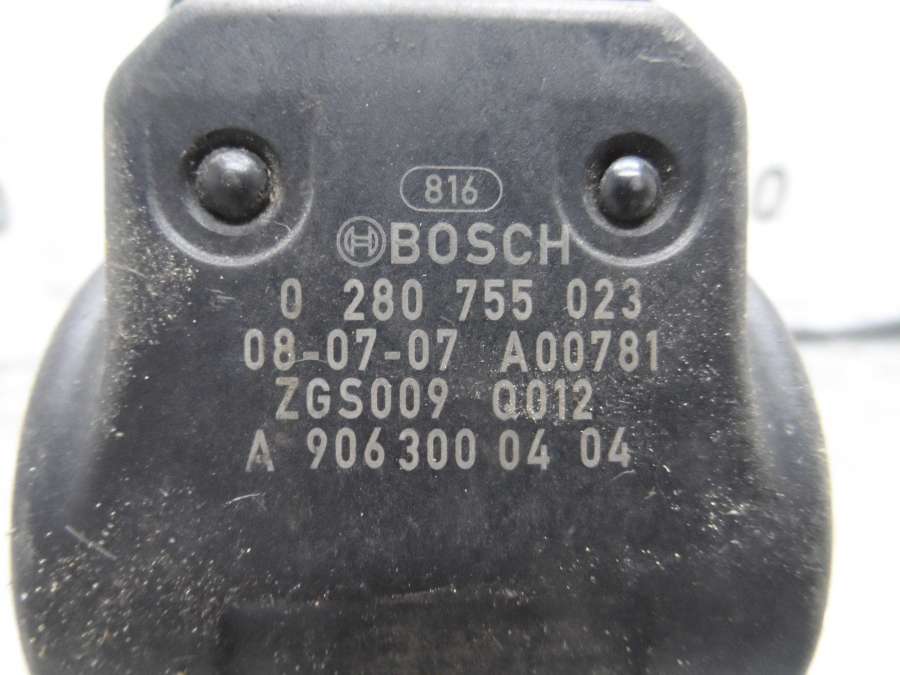 816
BOSCH
0 280 755 023
08-07-07 A00781
ZGS009 Q012
A 906 300 04 04